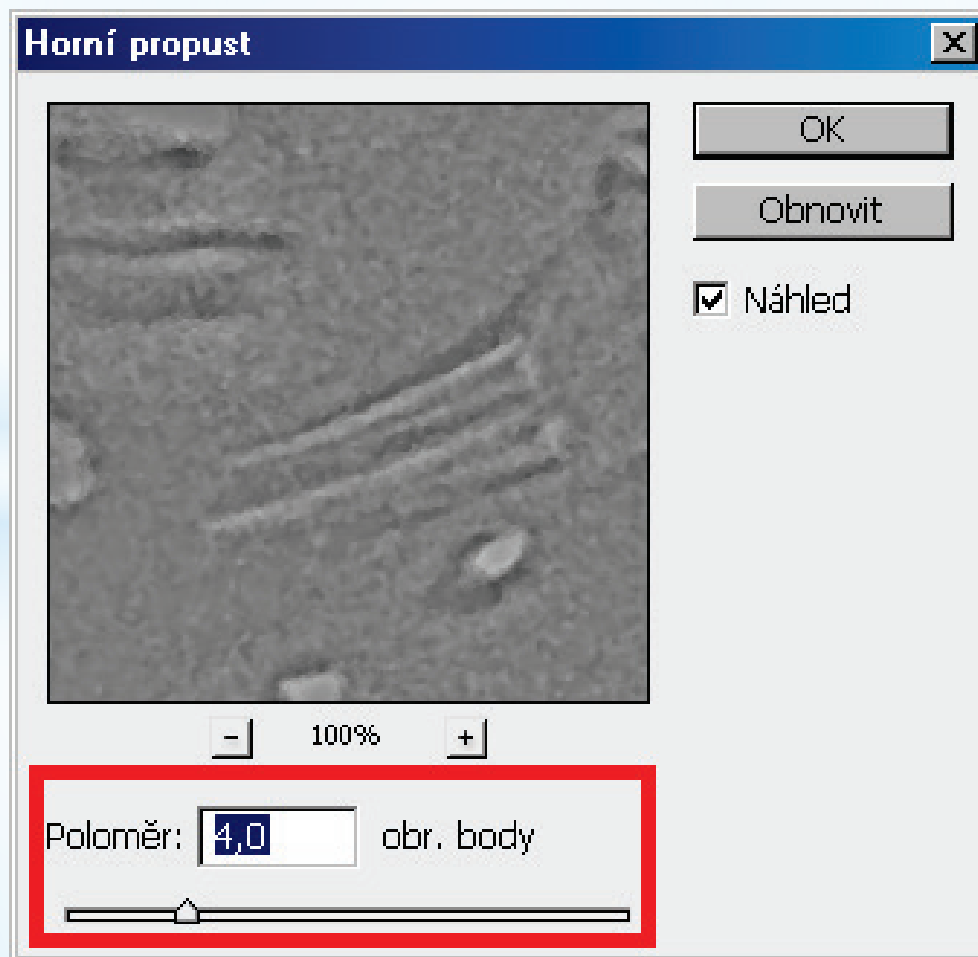 Horní propust
OK
Obnovit
Náhled
- 100% +
Poloměr: 4,0 obr. body